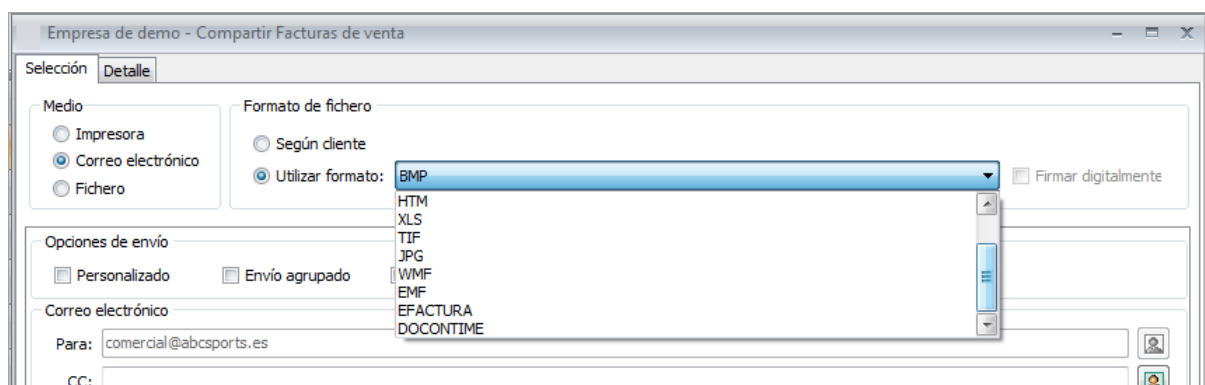 Empresa de demo - Compartir Facturas de venta
Selección Detalle
Medio
Formato de fichero
Impresora
Correo electrónico
Fichero
Según cliente
Utilizar formato: BMP
Firmar digitalmente
HTM
XLS
TIF
JPG
WMF
EMF
EFACTURA
DOCONTIME
Opciones de envío
Personalizado Envío agrupado
Correo electrónico
Para: comercial@abcsports.es
CC: